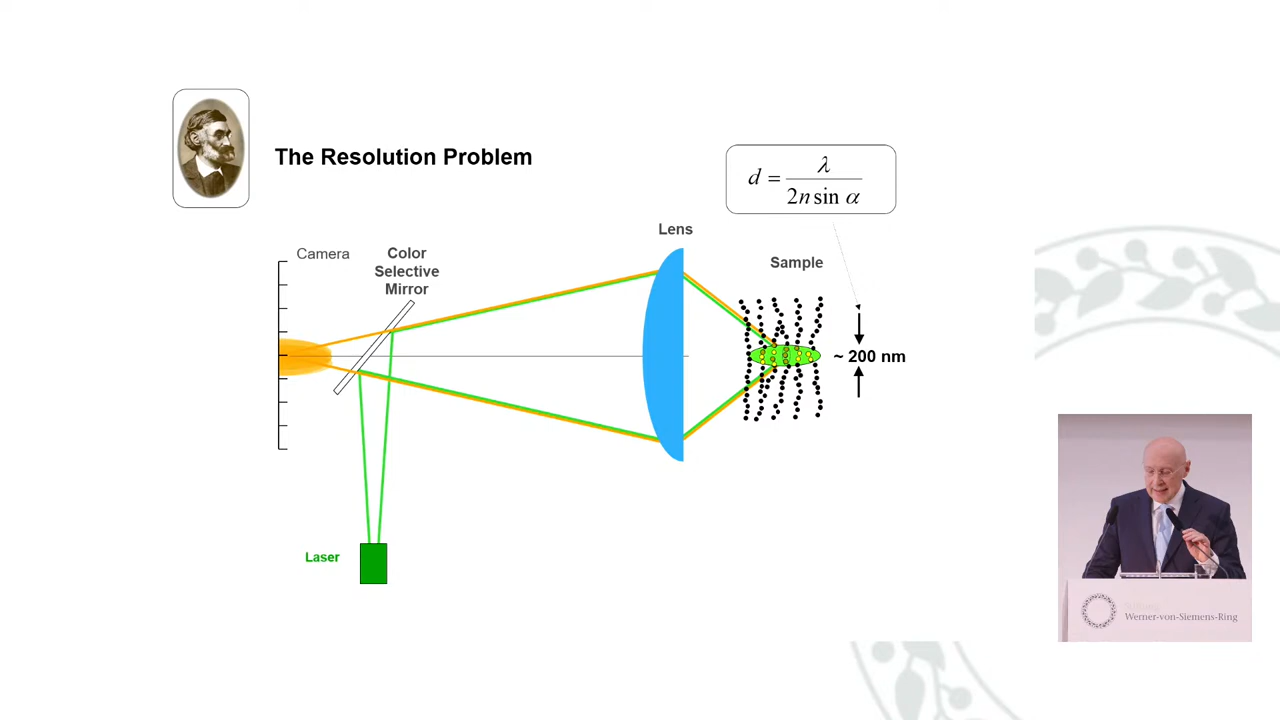 The Resolution Problem
d = λ / 2n sin α
Lens
Camera
Color
Selective
Mirror
Sample
~ 200 nm
Laser
Werner-von-Siemens-Ring